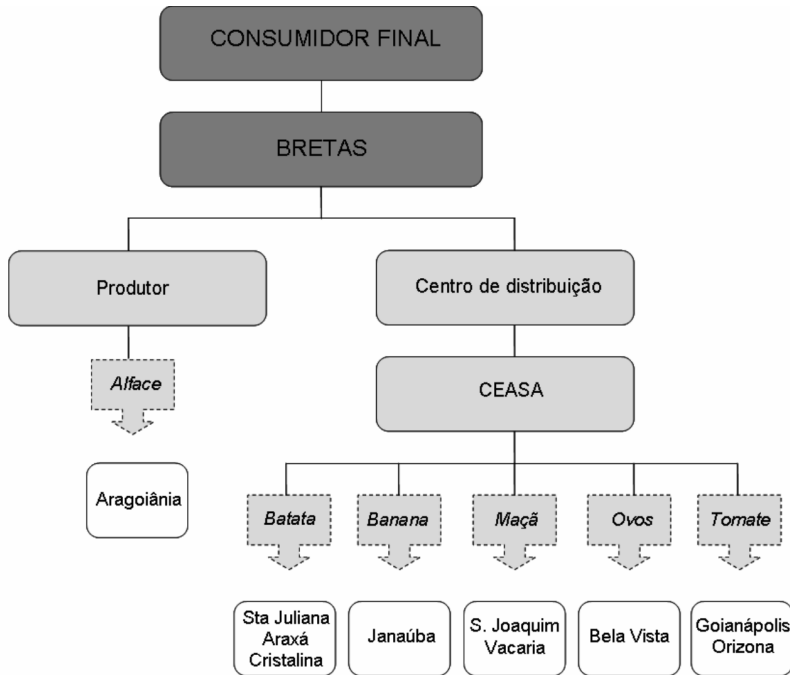 CONSUMIDOR FINAL
BRETAS
Produtor
Centro de distribuição
Alface
CEASA
Aragoiânia
Batata
Banana
Maçã
Ovos
Tomate
Sta Juliana
Araxá
Cristalina
Janaúba
S. Joaquim
Vacaria
Bela Vista
Goianápolis
Orizona